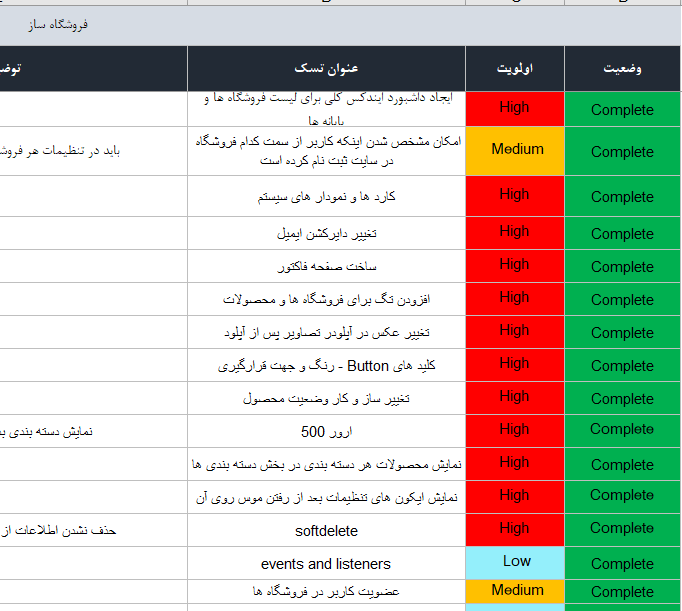 فروشگاه ساز
وضعیت اولویت عنوان تسک
Complete High ایجاد داشبورد ایندکس کلی برای لیست فروشگاه ها و
پایانه ها
Complete Medium امکان مشخص شدن اینکه کاربر از سمت کدام فروشگاه باید در تنظیمات هر
در سایت ثبت نام کرده است
Complete High کارد ها و نمودار های سیستم
Complete High تغییر دایرکشن ایمیل
Complete High ساخت صفحه فاکتور
Complete High افزودن تگ برای فروشگاه ها و محصولات
Complete High تغییر عکس در آپلودر تصاویر پس از آپلود
Complete High کلید های Button - رنگ و جهت قرارگیری
Complete High تغییر ساز و کار وضعیت محصول
Complete High ارور 500 نمایش دسته بندی
Complete High نمایش محصولات هر دسته بندی در بخش دسته بندی ها
Complete High نمایش ایکون های تنظیمات بعد از رفتن موس روی آن
Complete High softdelete حذف نشدن اطلاعات از
Complete Low events and listeners
Complete Medium عضویت کاربر در فروشگاه ها